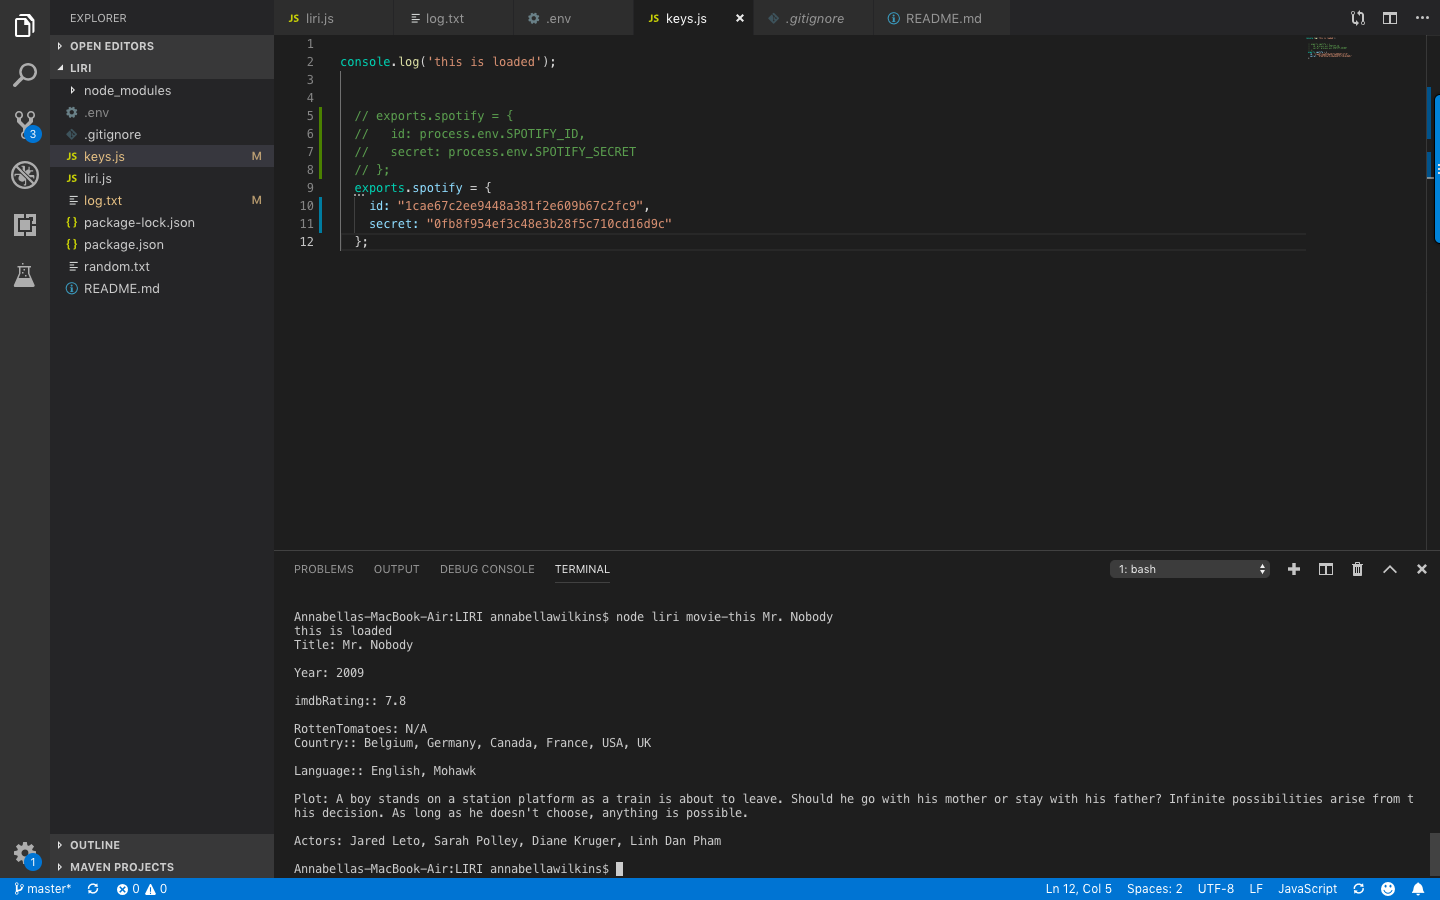 EXPLORER
OPEN EDITORS
LIRI
node_modules
.env
.gitignore
JS keys.js M
JS liri.js
log.txt M
{} package-lock.json
{} package.json
random.txt
README.md
OUTLINE
MAVEN PROJECTS
3
1
JS liri.js
log.txt
.env
JS keys.js
.gitignore
README.md
1
2 console.log('this is loaded');
3
4
5 // exports.spotify = {
6 //   id: process.env.SPOTIFY_ID,
7 //   secret: process.env.SPOTIFY_SECRET
8 // };
9 exports.spotify = {
10   id: "1cae67c2ee9448a381f2e609b67c2fc9",
11   secret: "0fb8f954ef3c48e3b28f5c710cd16d9c"
12 };
PROBLEMS OUTPUT DEBUG CONSOLE TERMINAL
1: bash
Annabellas-MacBook-Air:LIRI annabellawilkins$ node liri movie-this Mr. Nobody
this is loaded
Title: Mr. Nobody
Year: 2009
imdbRating:: 7.8
RottenTomatoes: N/A
Country:: Belgium, Germany, Canada, France, USA, UK
Language:: English, Mohawk
Plot: A boy stands on a station platform as a train is about to leave. Should he go with his mother or stay with his father? Infinite possibilities arise from t
his decision. As long as he doesn't choose, anything is possible.
Actors: Jared Leto, Sarah Polley, Diane Kruger, Linh Dan Pham
Annabellas-MacBook-Air:LIRI annabellawilkins$
master* 0 0 Ln 12, Col 5 Spaces: 2 UTF-8 LF JavaScript